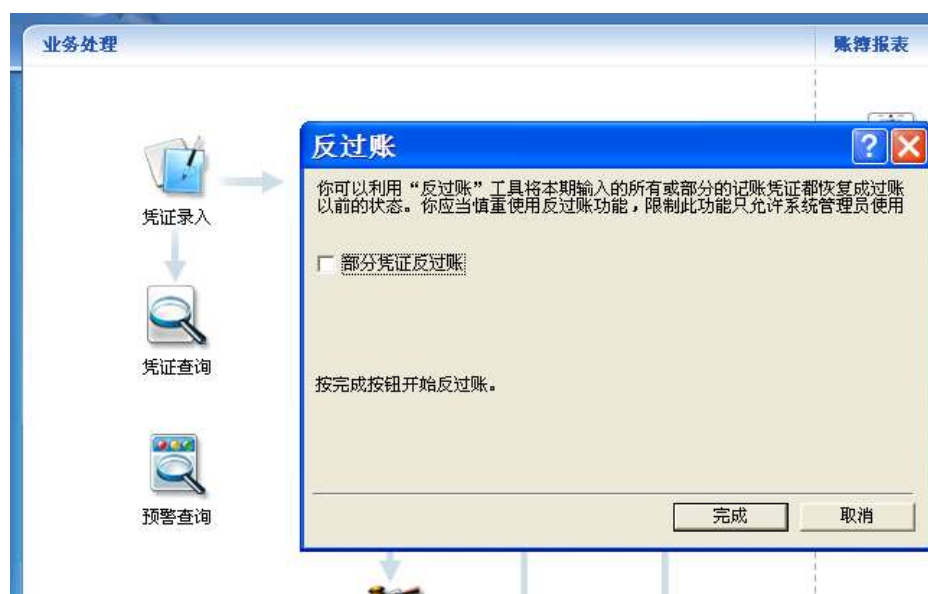 业务处理
账簿报表
凭证录入
凭证查询
预警查询
反过账
你可以利用“反过账”工具将本期输入的所有或部分的记账凭证都恢复成过账
以前的状态。你应当慎重使用反过账功能，限制此功能只允许系统管理员使用
部分凭证反过账
按完成按钮开始反过账。
完成
取消